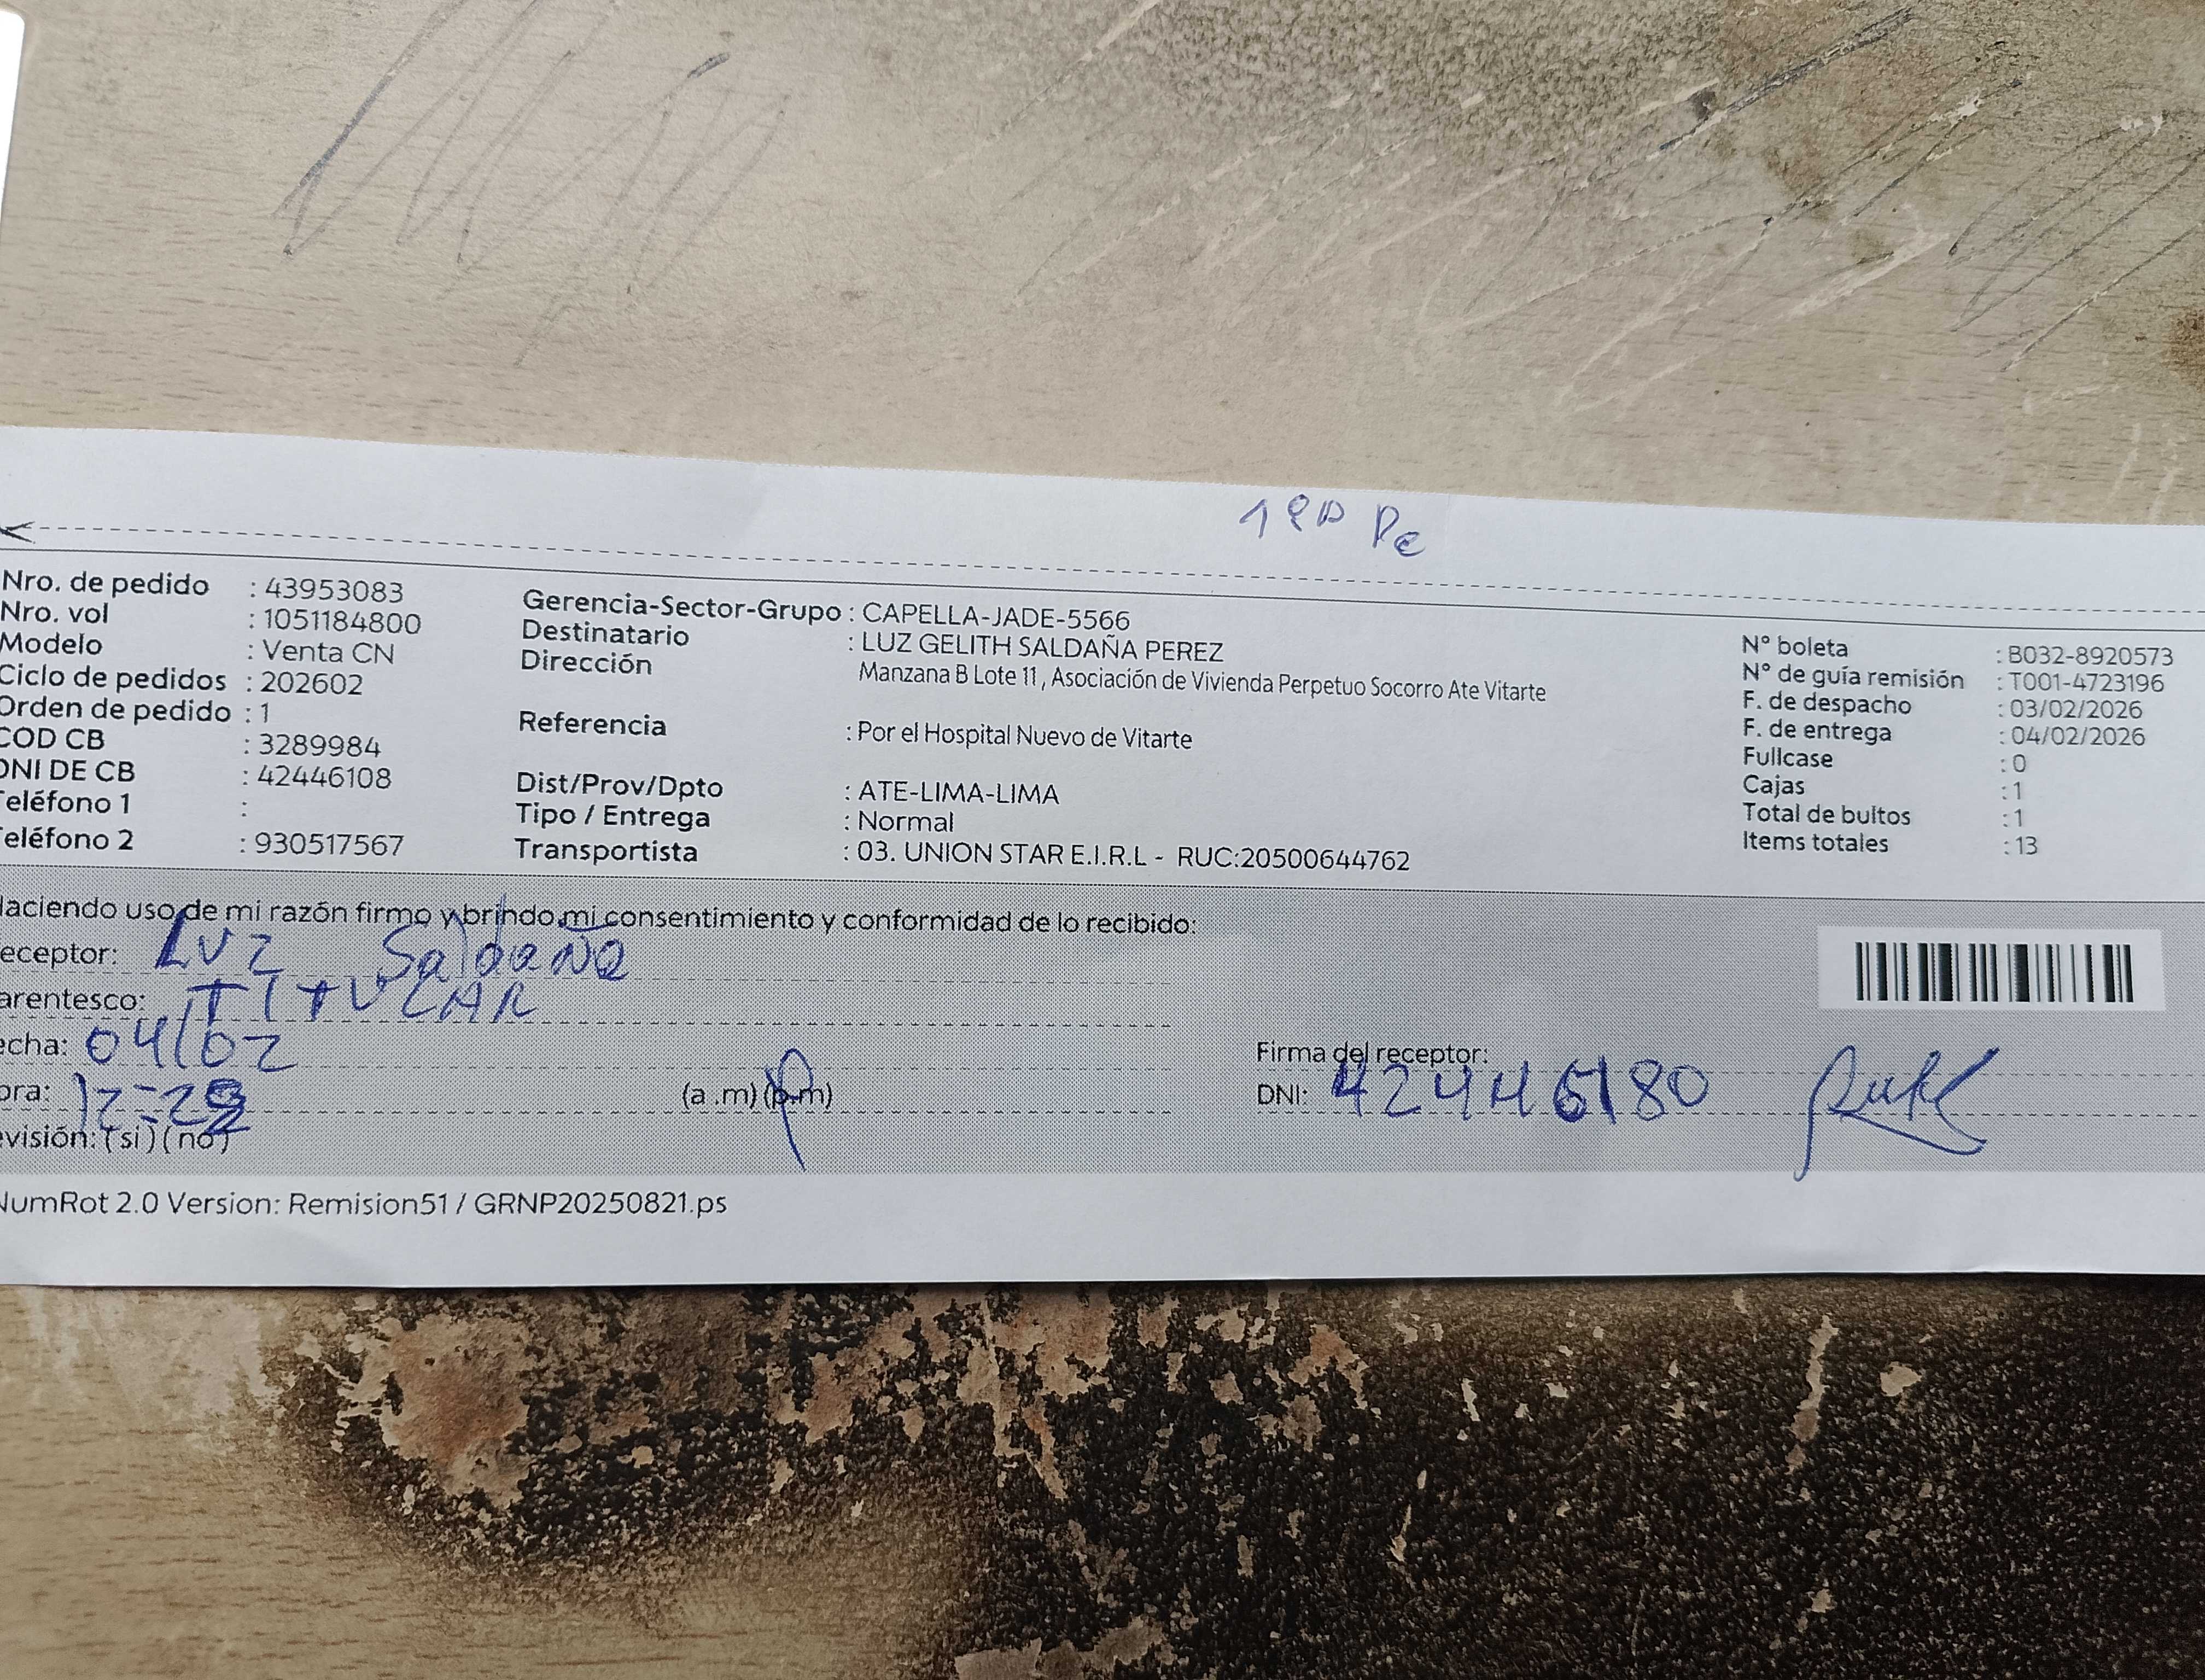 1 Pe
Nro. de pedido : 43953083
Nro. vol : 1051184800
Modelo : Venta CN
Ciclo de pedidos : 202602
Orden de pedido : 1
COD CB : 3289984
DNI DE CB : 42446108
Teléfono 1 :
Teléfono 2 : 930517567
Gerencia-Sector-Grupo : CAPELLA-JADE-5566
Destinatario : LUZ GELITH SALDAÑA PEREZ
Dirección Manzana B Lote 11, Asociación de Vivienda Perpetuo Socorro Ate Vitarte
Referencia : Por el Hospital Nuevo de Vitarte
Dist/Prov/Dpto : ATE-LIMA-LIMA
Tipo / Entrega : Normal
Transportista : 03. UNION STAR E.I.R.L - RUC:20500644762
N° boleta : B032-8920573
N° de guía remisión : T001-4723196
F. de despacho : 03/02/2026
F. de entrega : 04/02/2026
Fullcase : 0
Cajas : 1
Total de bultos : 1
Items totales : 13
Haciendo uso de mi razón firmo y brindo mi consentimiento y conformidad de lo recibido:
eceptor: Luz Saldaña
arentesco: TITULAR
echa: 04/02
ora: (a.m) (p.m)
evisión: (si) (no)
Firma del receptor:
DNI:
NumRot 2.0 Version: Remision51 / GRNP20250821.ps